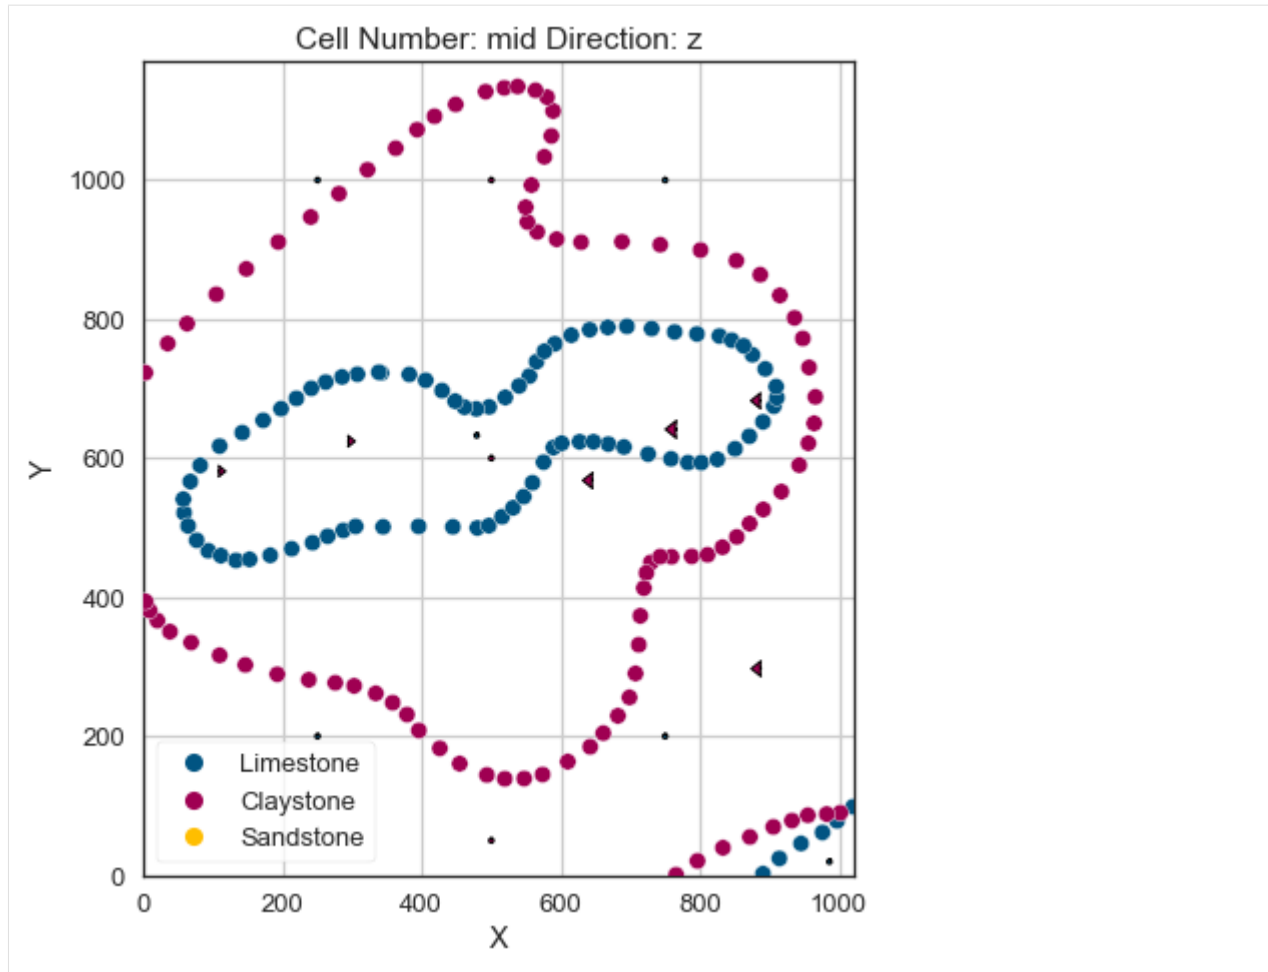 Cell Number: mid Direction: z
Y
1000
800
600
400
200
0
Limestone
Claystone
Sandstone
0 200 400 600 800 1000
X